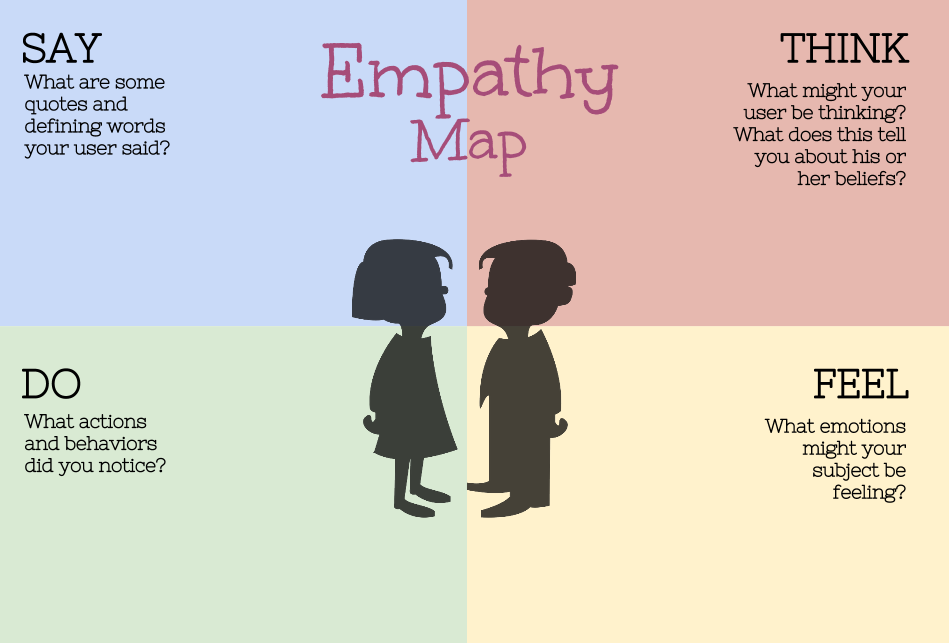 Empathy
Map
SAY
What are some
quotes and
defining words
your user said?
THINK
What might your
user be thinking?
What does this tell
you about his or
her beliefs?
DO
What actions
and behaviors
did you notice?
FEEL
What emotions
might your
subject be
feeling?